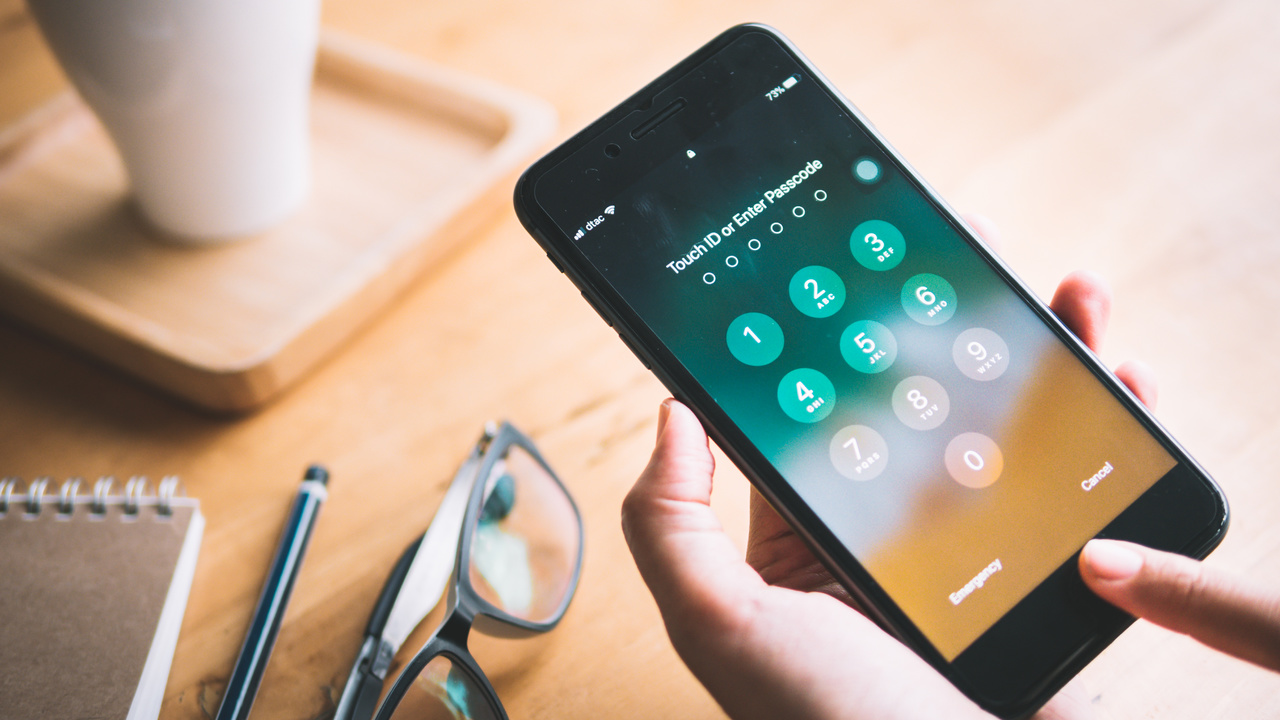 dtac
73%
Touch ID or Enter Passcode
1
2
ABC
3
DEF
4
GHI
5
JKL
6
MNO
7
PQRS
8
TUV
9
WXYZ
0
Emergency
Cancel